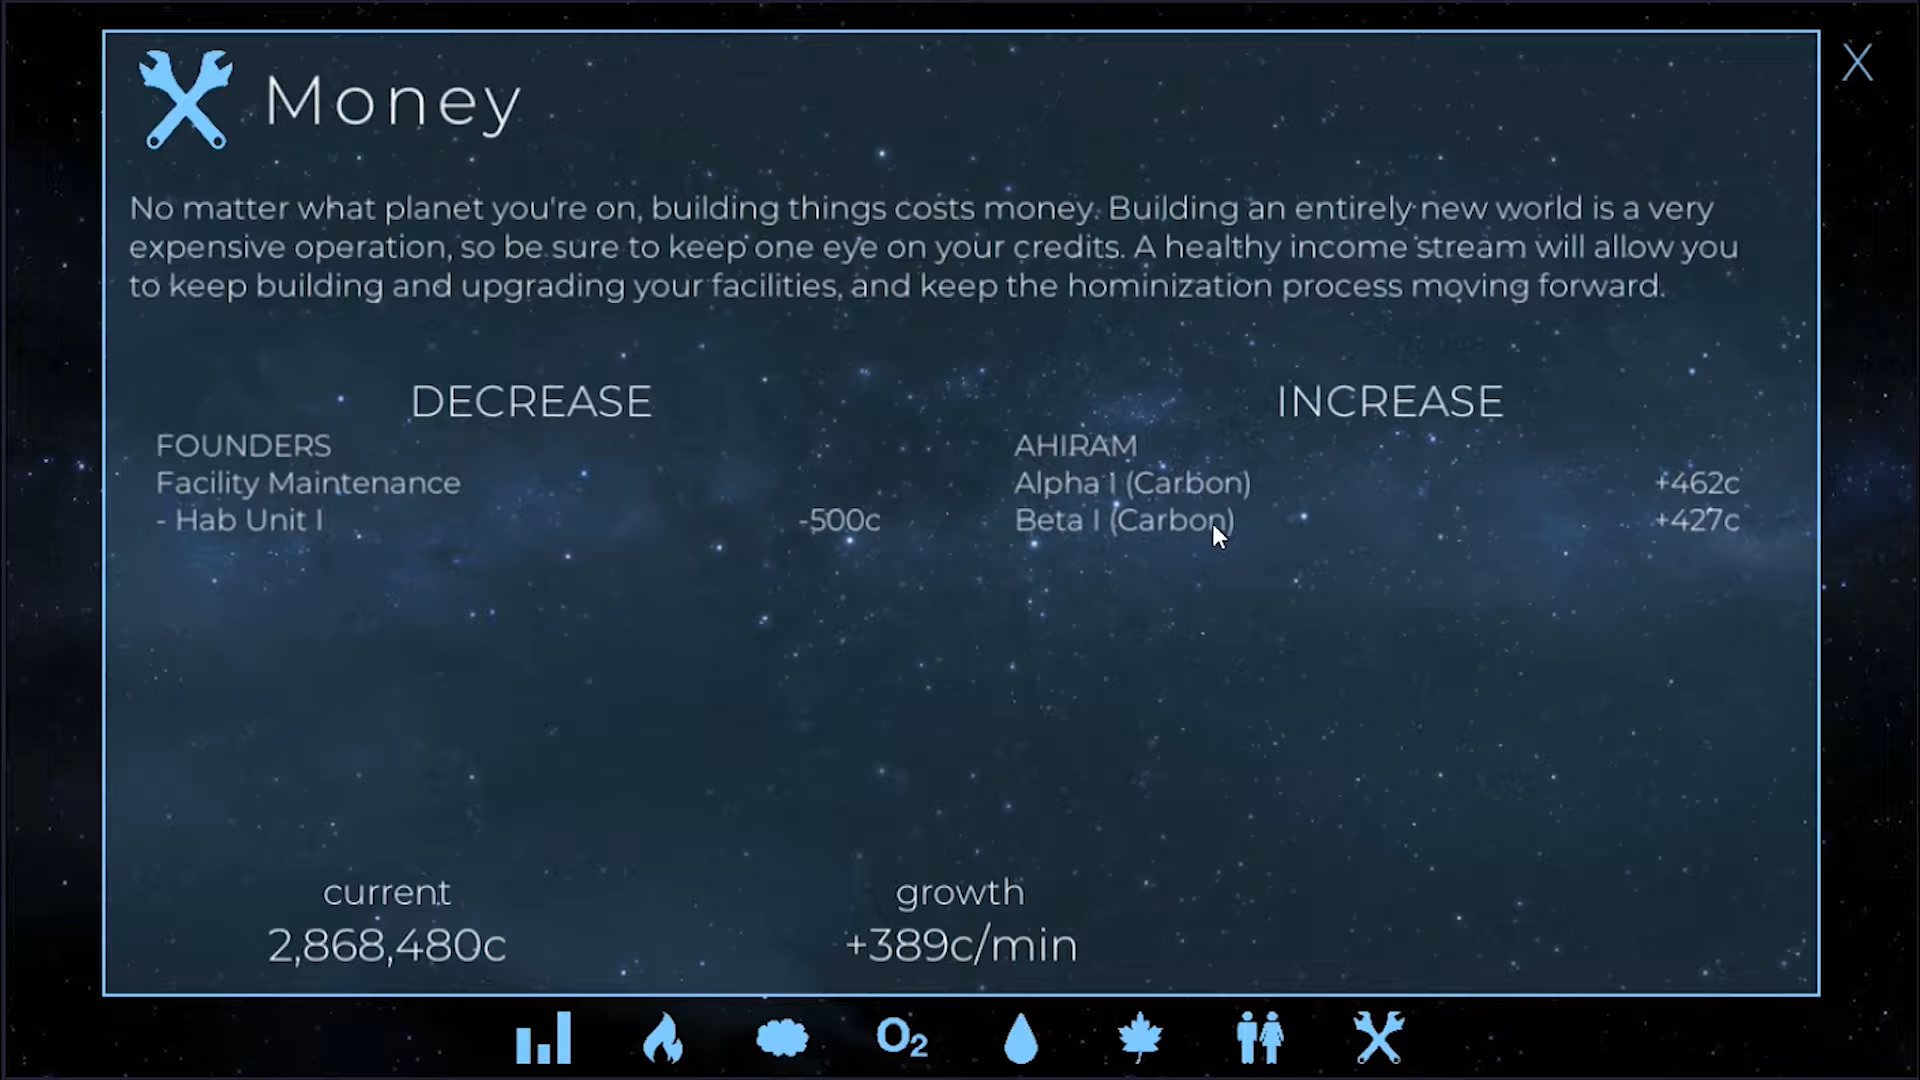 Money
No matter what planet you're on, building things costs money. Building an entirely new world is a very
expensive operation, so be sure to keep one eye on your credits. A healthy income stream will allow you
to keep building and upgrading your facilities, and keep the hominization process moving forward.
DECREASE
FOUNDERS
Facility Maintenance
- Hab Unit I -500c
INCREASE
AHIRAM
Alpha I (Carbon) +462c
Beta I (Carbon) +427c
current
2,868,480c
growth
+389c/min
O2
X